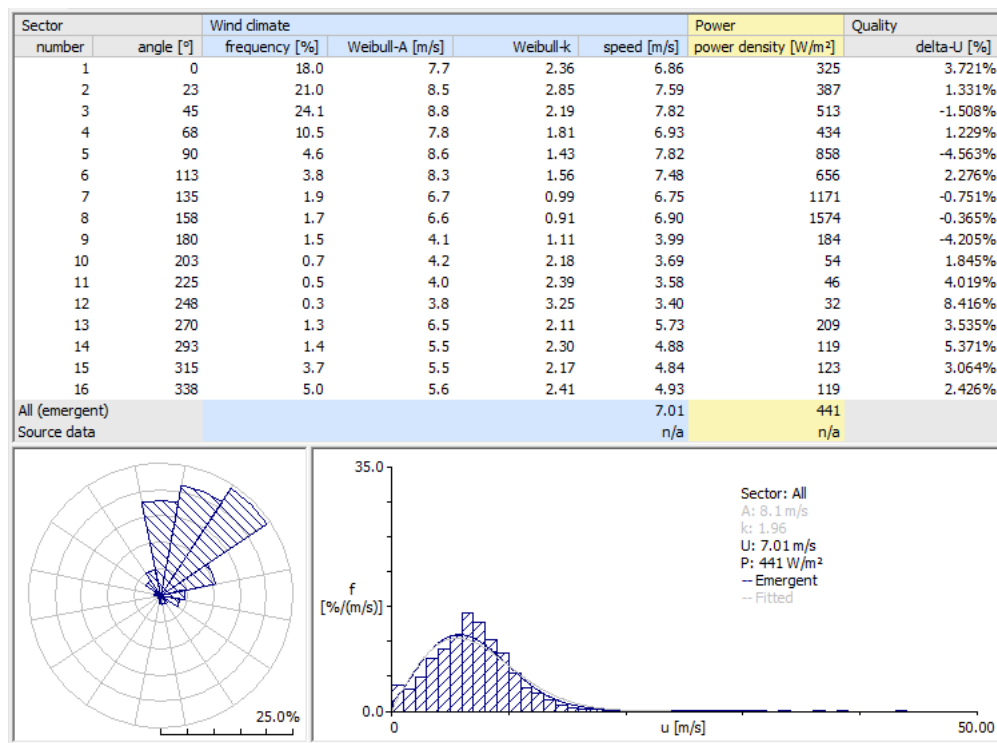 Sector Wind climate Power Quality
number angle [°] frequency [%] Weibull-A [m/s] Weibull-k speed [m/s] power density [W/m²] delta-U [%]
1 0 18.0 7.7 2.36 6.86 325 3.721%
2 23 21.0 8.5 2.85 7.59 387 1.331%
3 45 24.1 8.8 2.19 7.82 513 -1.508%
4 68 10.5 7.8 1.81 6.93 434 1.229%
5 90 4.6 8.6 1.43 7.82 858 -4.563%
6 113 3.8 8.3 1.56 7.48 656 2.276%
7 135 1.9 6.7 0.99 6.75 1171 -0.751%
8 158 1.7 6.6 0.91 6.90 1574 -0.365%
9 180 1.5 4.1 1.11 3.99 184 -4.205%
10 203 0.7 4.2 2.18 3.69 54 1.845%
11 225 0.5 4.0 2.39 3.58 46 4.019%
12 248 0.3 3.8 3.25 3.40 32 8.416%
13 270 1.3 6.5 2.11 5.73 209 3.535%
14 293 1.4 5.5 2.30 4.88 119 5.371%
15 315 3.7 5.5 2.17 4.84 123 3.064%
16 338 5.0 5.6 2.41 4.93 119 2.426%
All (emergent) 7.01 441
Source data n/a n/a
25.0%
35.0
f
[%/(m/s)]
0.0
0
u [m/s]
50.00
Sector: All
A: 8.1 m/s
k: 1.96
U: 7.01 m/s
P: 441 W/m²
-- Emergent
-- Fitted